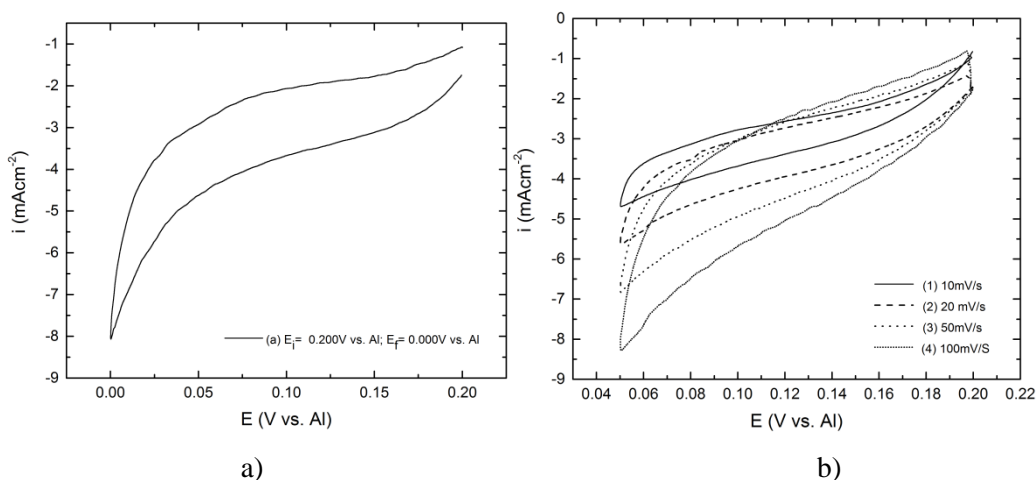 -1
-2
-3
-4
-5
-6
-7
-8
-9
i (mAcm-2)
(a) Ei= 0.200V vs. Al; Ef= 0.000V vs. Al
0.00 0.05 0.10 0.15 0.20
E (V vs. Al)
a)
0
-1
-2
-3
-4
-5
-6
-7
-8
-9
i (mAcm-2)
(1) 10mV/s
(2) 20 mV/s
(3) 50mV/s
(4) 100mV/S
0.04 0.06 0.08 0.10 0.12 0.14 0.16 0.18 0.20 0.22
E (V vs. Al)
b)